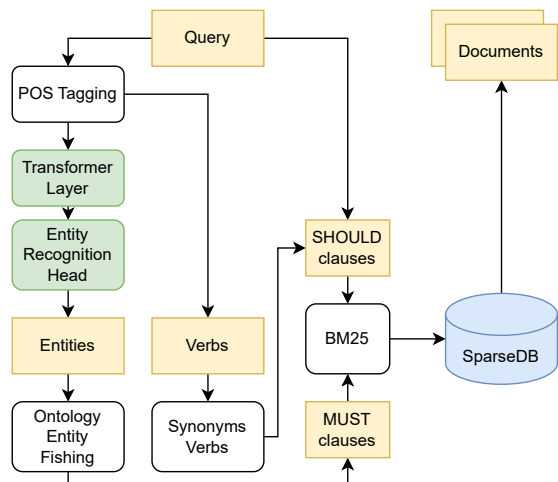 Query
Documents
POS Tagging
Transformer
Layer
Entity
Recognition
Head
SHOULD
clauses
Entities
Verbs
BM25
SparseDB
Ontology
Entity
Fishing
Synonyms
Verbs
MUST
clauses